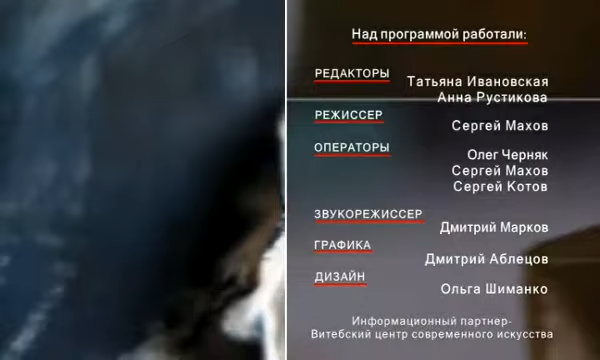 Над программой работали:
РЕДАКТОРЫ
Татьяна Ивановская
Анна Рустикова
РЕЖИССЕР
Сергей Махов
ОПЕРАТОРЫ
Олег Черняк
Сергей Махов
Сергей Котов
ЗВУКОРЕЖИССЕР
Дмитрий Марков
ГРАФИКА
Дмитрий Аблецов
ДИЗАЙН
Ольга Шиманко
Информационный партнер-
Витебский центр современного искусства